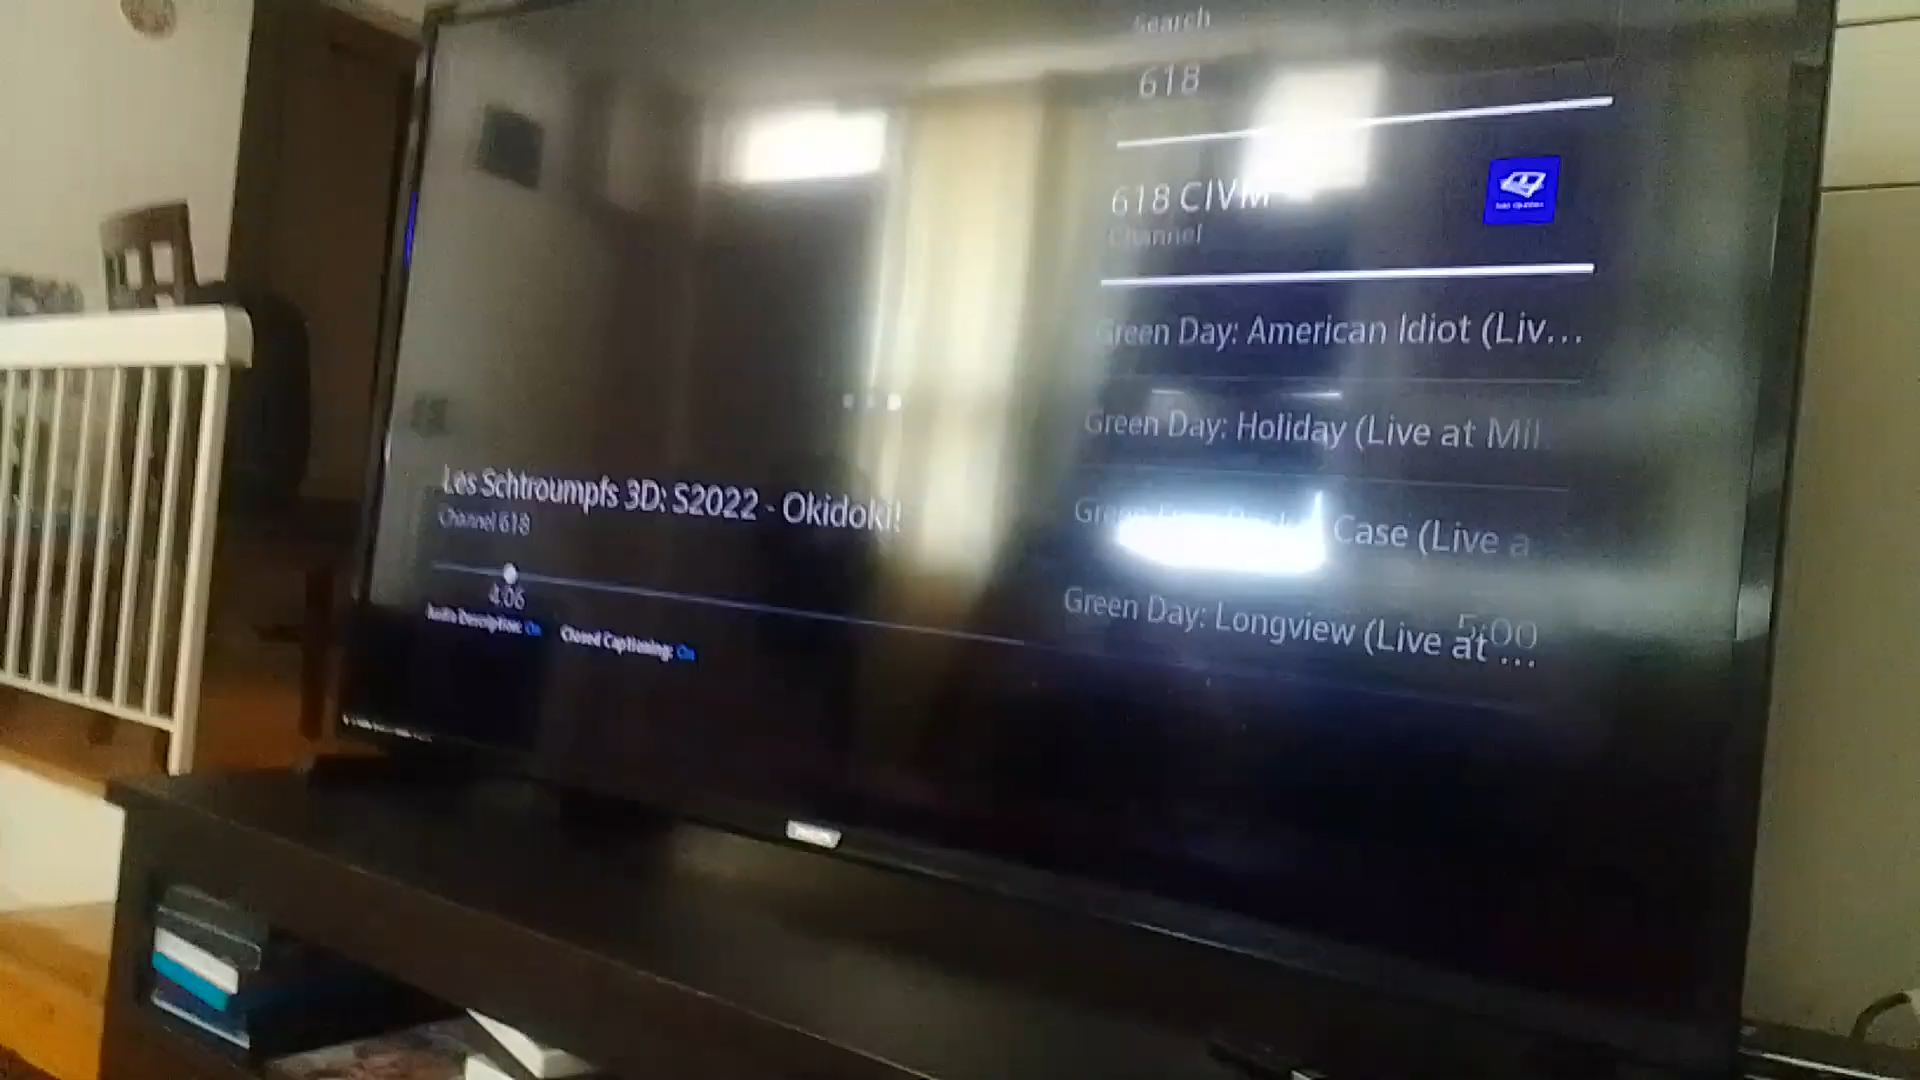 Search
618
618 CIVM
Channel
Green Day: American Idiot (Liv...
Green Day: Holiday (Live at Mil
Case (Live a
Green Day: Longview (Live at ...
Les Schtroumpfs 3D: S2022 - Okidoki!
Channel 618
4:06
5:00
Audio Description: On Closed Captioning: On